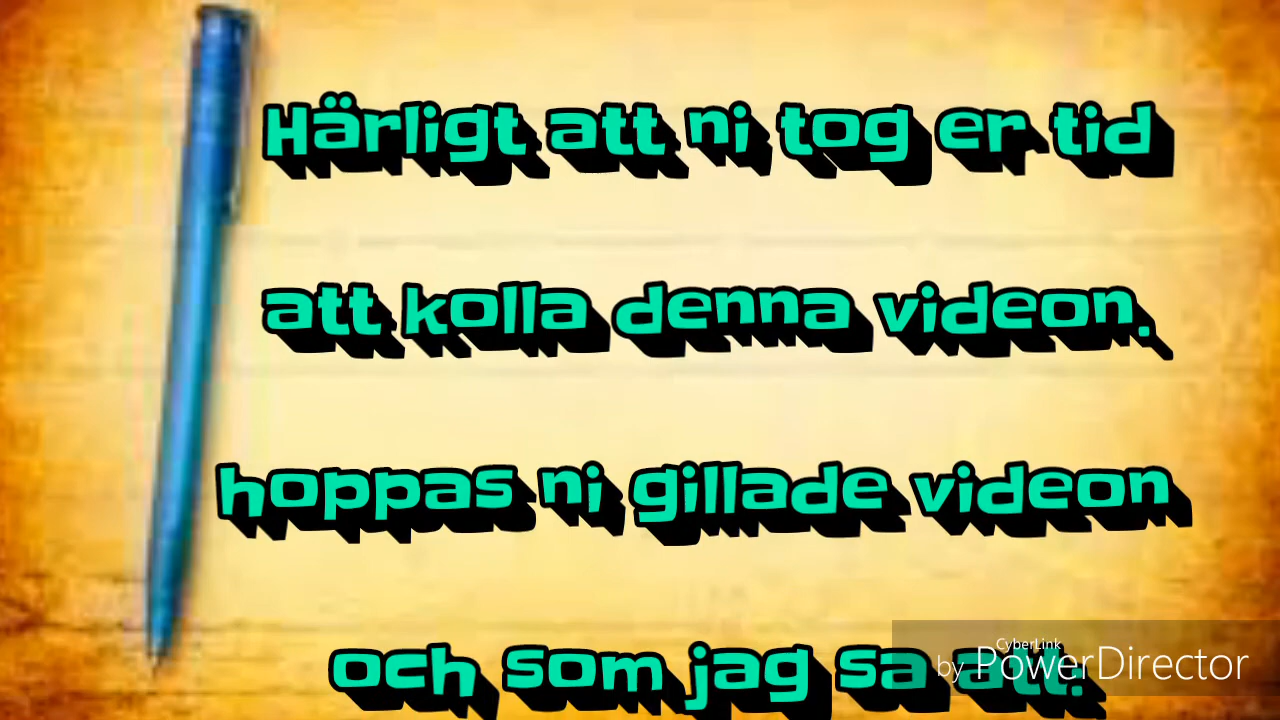 Härligt att ni tog er tid
att kolla denna videon.
hoppas ni gillade videon
och som jag sa att:
CyberLink
by PowerDirector